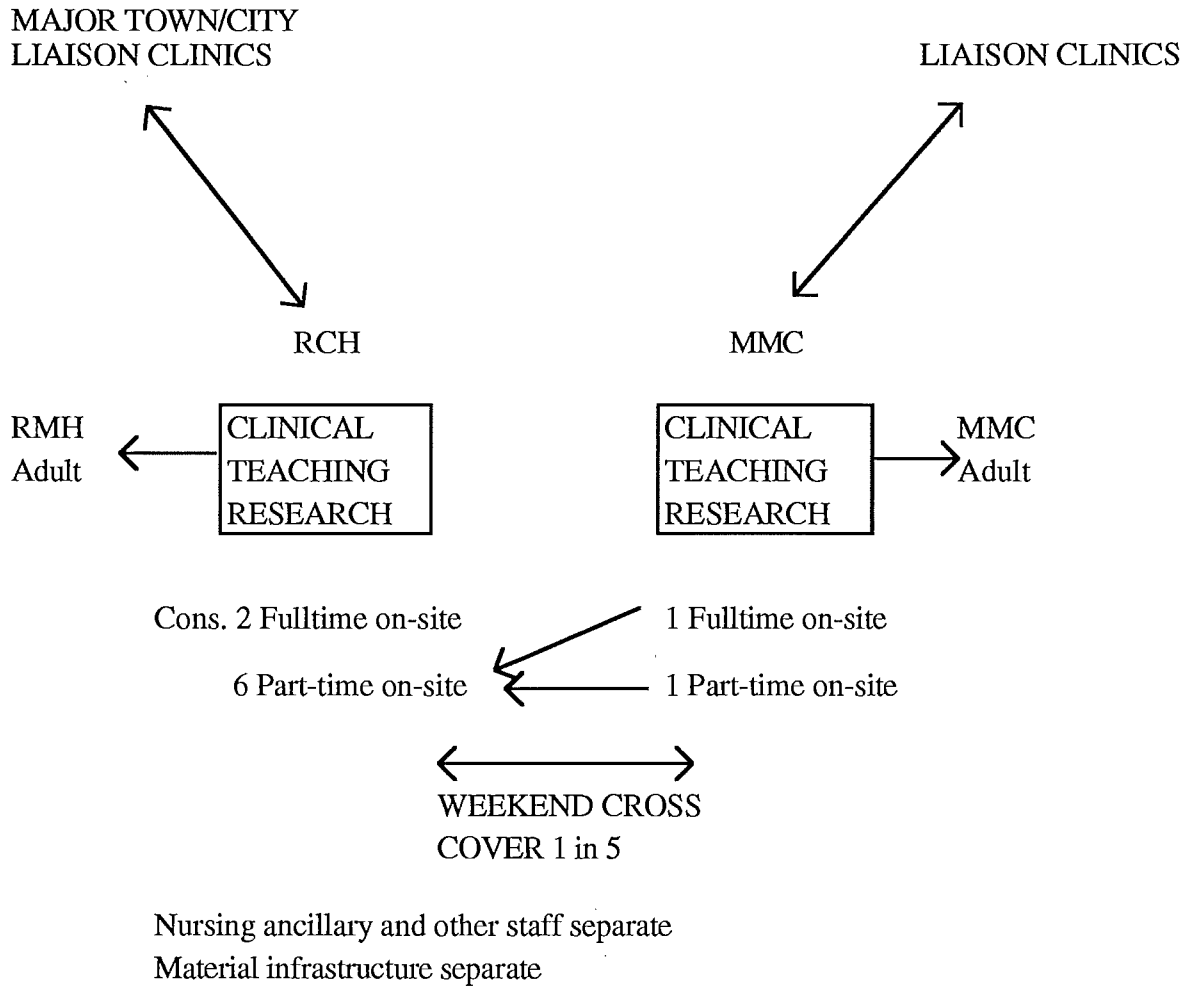 MAJOR TOWN/CITY
LIAISON CLINICS
LIAISON CLINICS
RCH
MMC
RMH
Adult
CLINICAL
TEACHING
RESEARCH
CLINICAL
TEACHING
RESEARCH
MMC
Adult
Cons. 2 Fulltime on-site
1 Fulltime on-site
6 Part-time on-site
1 Part-time on-site
WEEKEND CROSS
COVER 1 in 5
Nursing ancillary and other staff separate
Material infrastructure separate